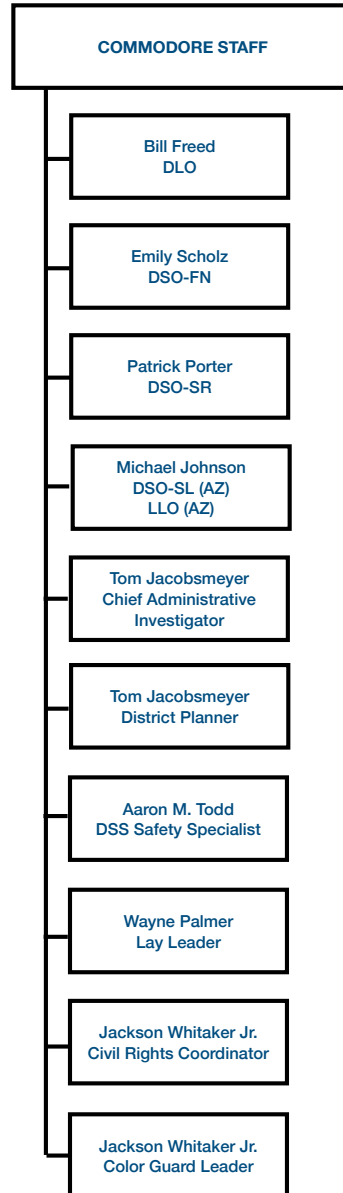 COMMODORE STAFF
Bill Freed
DLO
Emily Scholz
DSO-FN
Patrick Porter
DSO-SR
Michael Johnson
DSO-SL (AZ)
LLO (AZ)
Tom Jacobsmeyer
Chief Administrative
Investigator
Tom Jacobsmeyer
District Planner
Aaron M. Todd
DSS Safety Specialist
Wayne Palmer
Lay Leader
Jackson Whitaker Jr.
Civil Rights Coordinator
Jackson Whitaker Jr.
Color Guard Leader